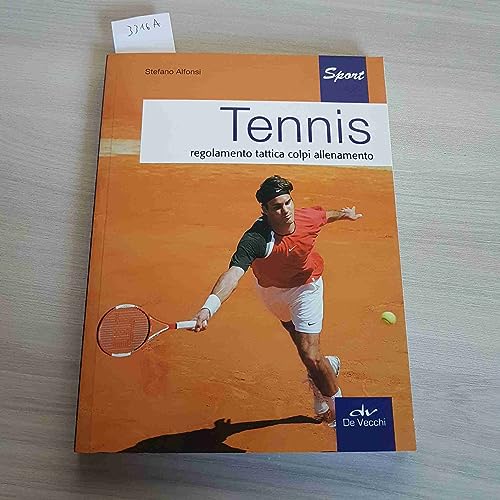 3316A
Stefano Alfonsi
Sport
Tennis
regolamento tattica colpi allenamento
dv
De Vecchi